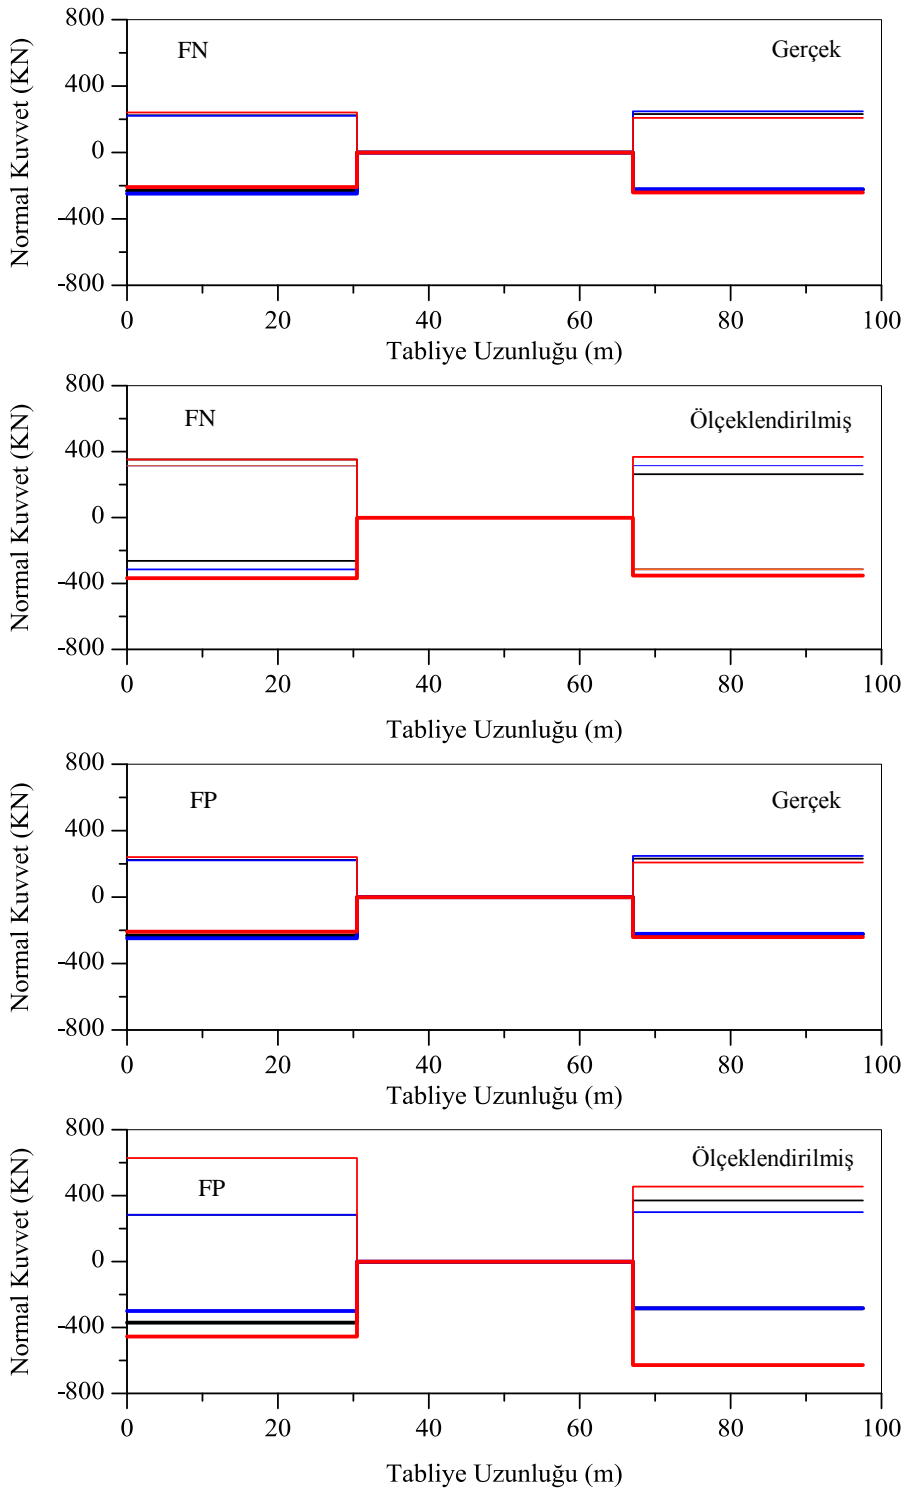 800
400
0
-400
-800
Normal Kuvvet (KN)
FN
Gerçek
0 20 40 60 80 100
Tabliye Uzunluğu (m)
800
400
0
-400
-800
Normal Kuvvet (KN)
FN
Ölçeklendirilmiş
0 20 40 60 80 100
Tabliye Uzunluğu (m)
800
400
0
-400
-800
Normal Kuvvet (KN)
FP
Gerçek
0 20 40 60 80 100
Tabliye Uzunluğu (m)
800
400
0
-400
-800
Normal Kuvvet (KN)
FP
Ölçeklendirilmiş
0 20 40 60 80 100
Tabliye Uzunluğu (m)